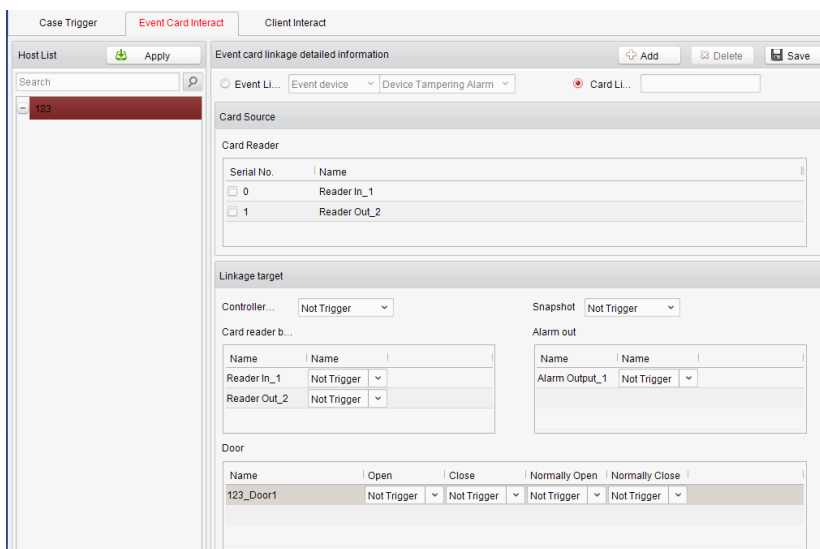 Case Trigger Event Card Interact Client Interact
Host List Apply Event card linkage detailed information Add Delete Save
Search Event Li... Event device Device Tampering Alarm Card Li...
123
Card Source
Card Reader
Serial No. Name
0 Reader In_1
1 Reader Out_2
Linkage target
Controller... Not Trigger Snapshot Not Trigger
Card reader b... Alarm out
Name Name Name Name
Reader In_1 Not Trigger Alarm Output_1 Not Trigger
Reader Out_2 Not Trigger
Door
Name Open Close Normally Open Normally Close
123_Door1 Not Trigger Not Trigger Not Trigger Not Trigger